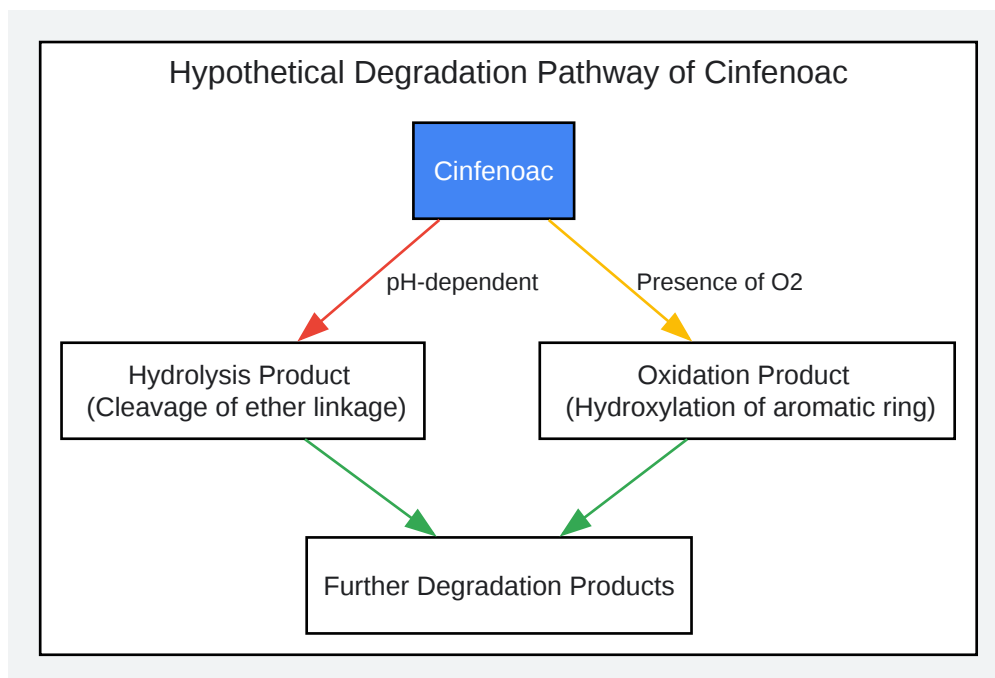 Hypothetical Degradation Pathway of Cinfenoac
Cinfenoac
pH-dependent
Presence of O2
Hydrolysis Product
(Cleavage of ether linkage)
Oxidation Product
(Hydroxylation of aromatic ring)
Further Degradation Products